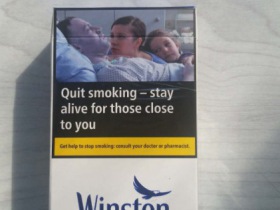 Quit smoking – stay
alive for those close
to you
Get help to stop smoking: consult your doctor or pharmacist.
Winston